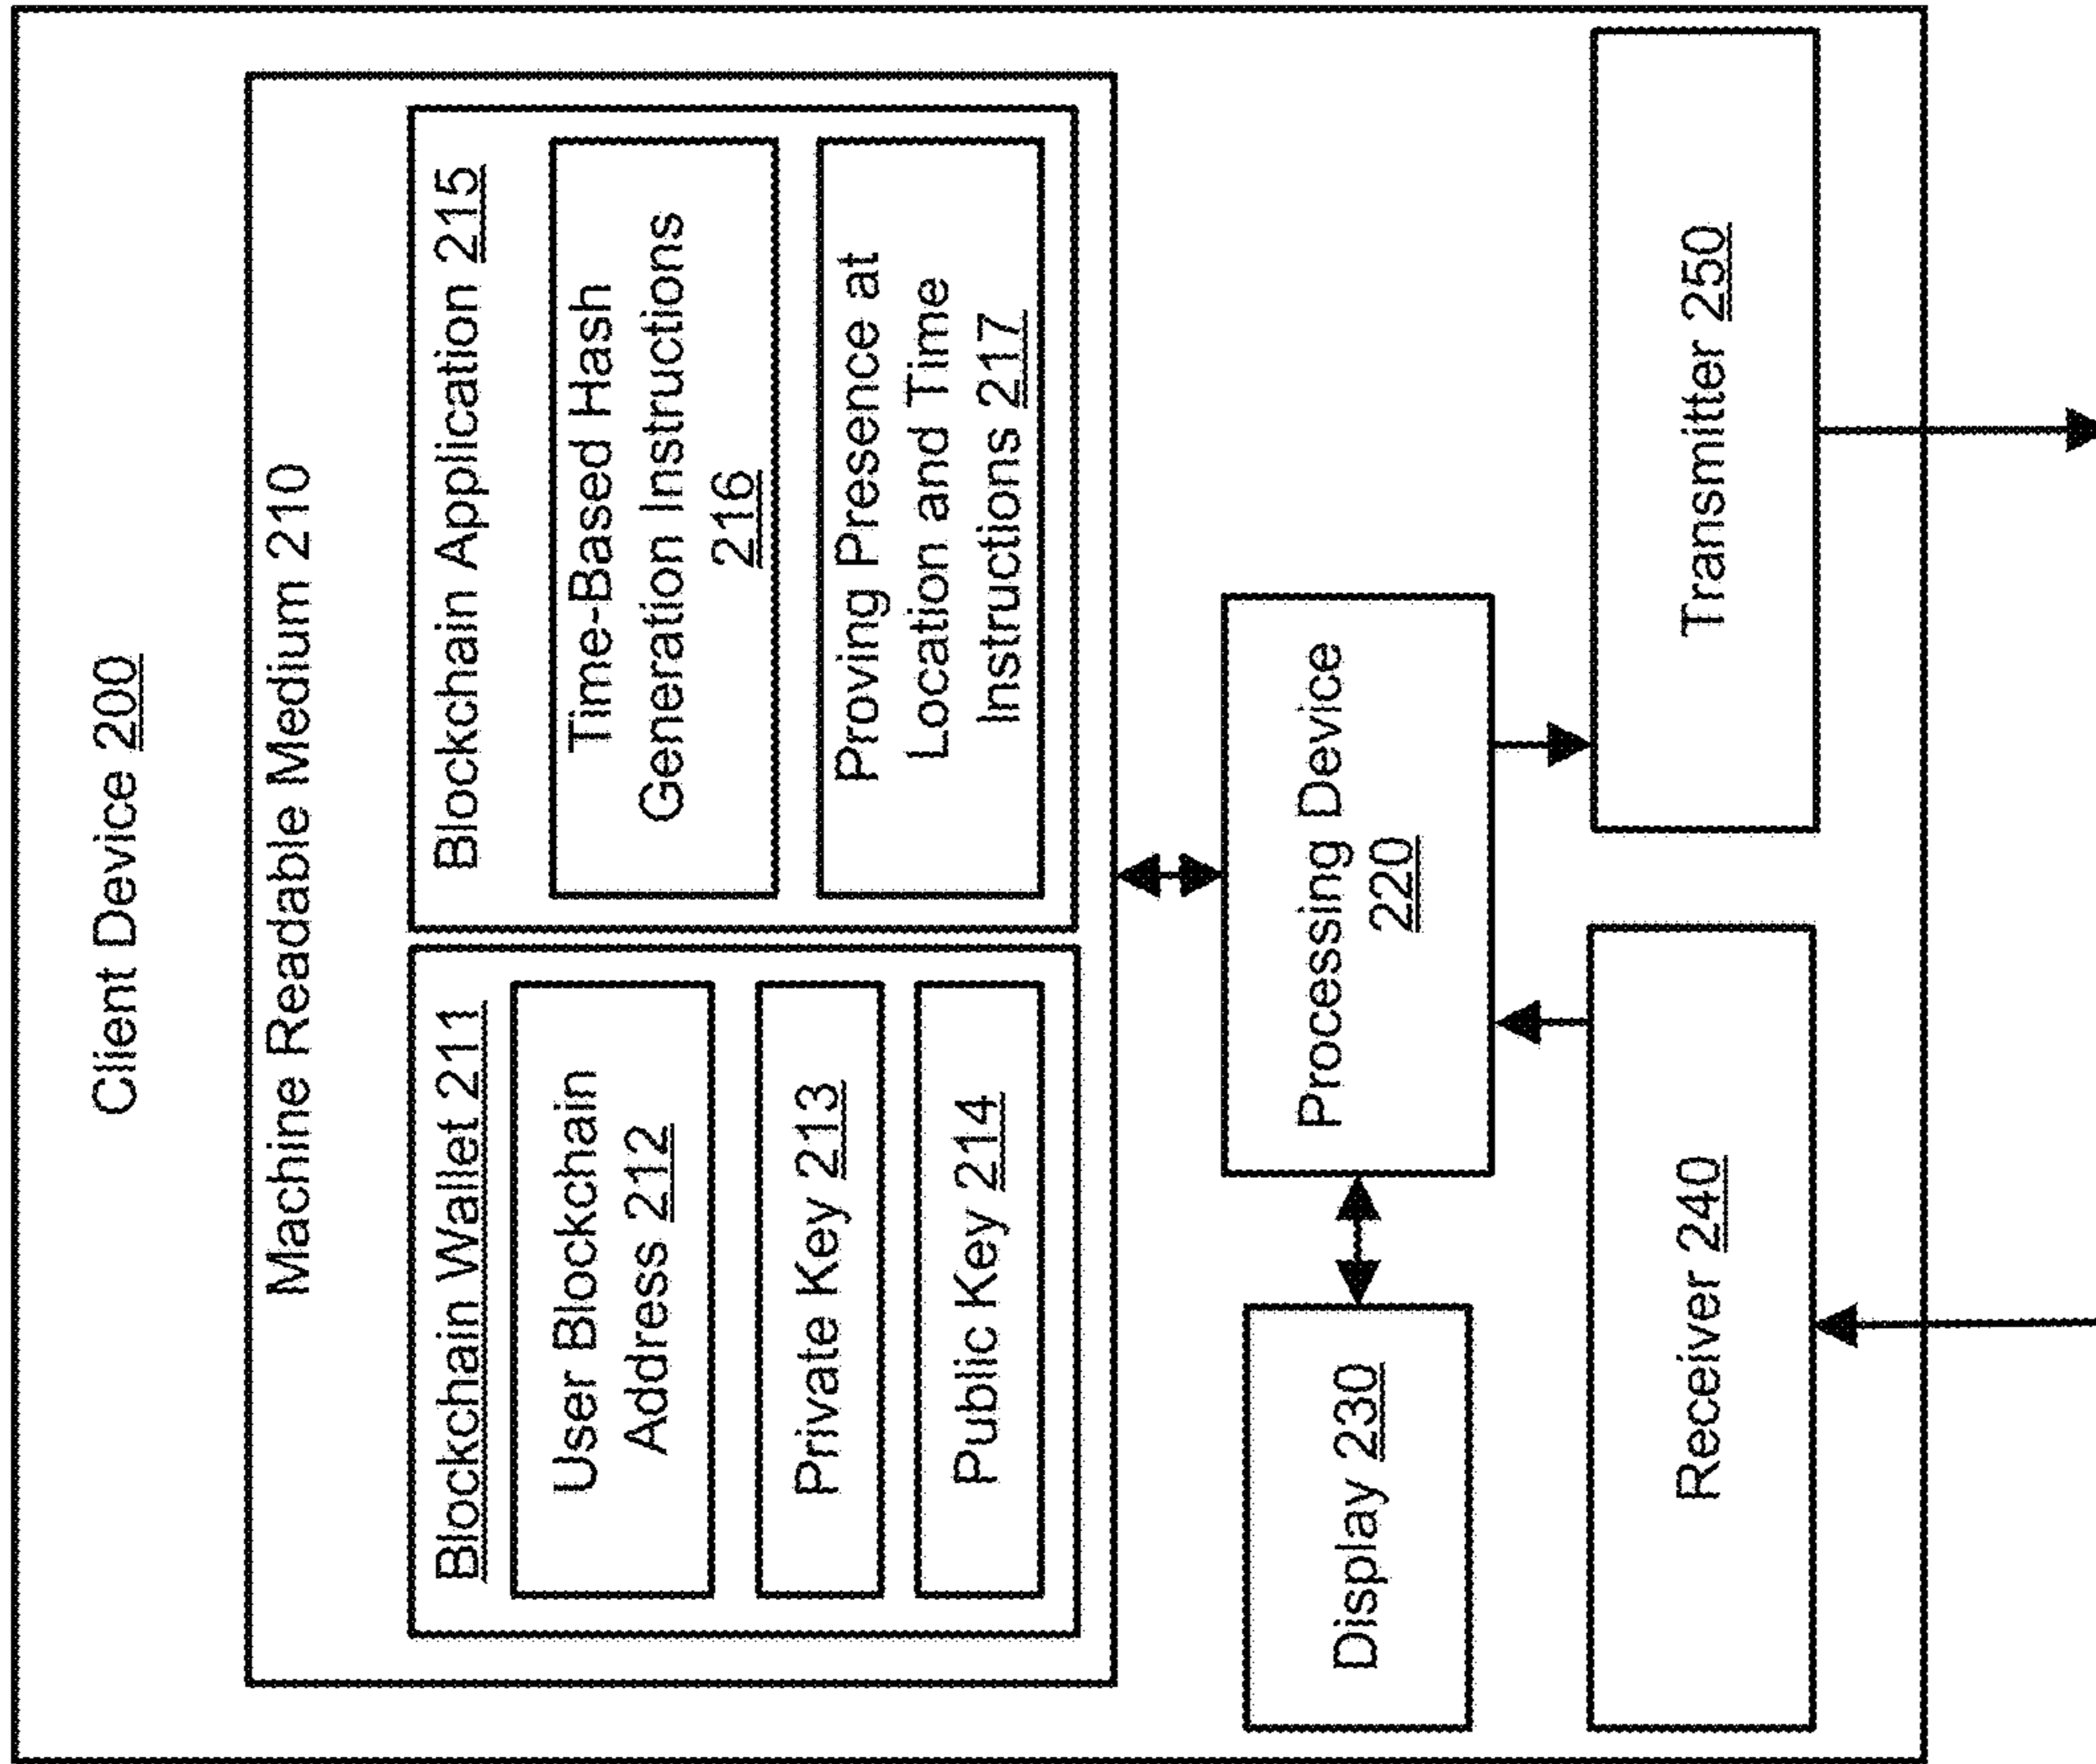 Client Device 200
Machine Readable Medium 210
Blockchain Wallet 211
User Blockchain
Address 212
Private Key 213
Public Key 214
Blockchain Application 215
Time-Based Hash
Generation Instructions
216
Proving Presence at
Location and Time
Instructions 217
Display 230
Processing Device
220
Receiver 240
Transmitter 250